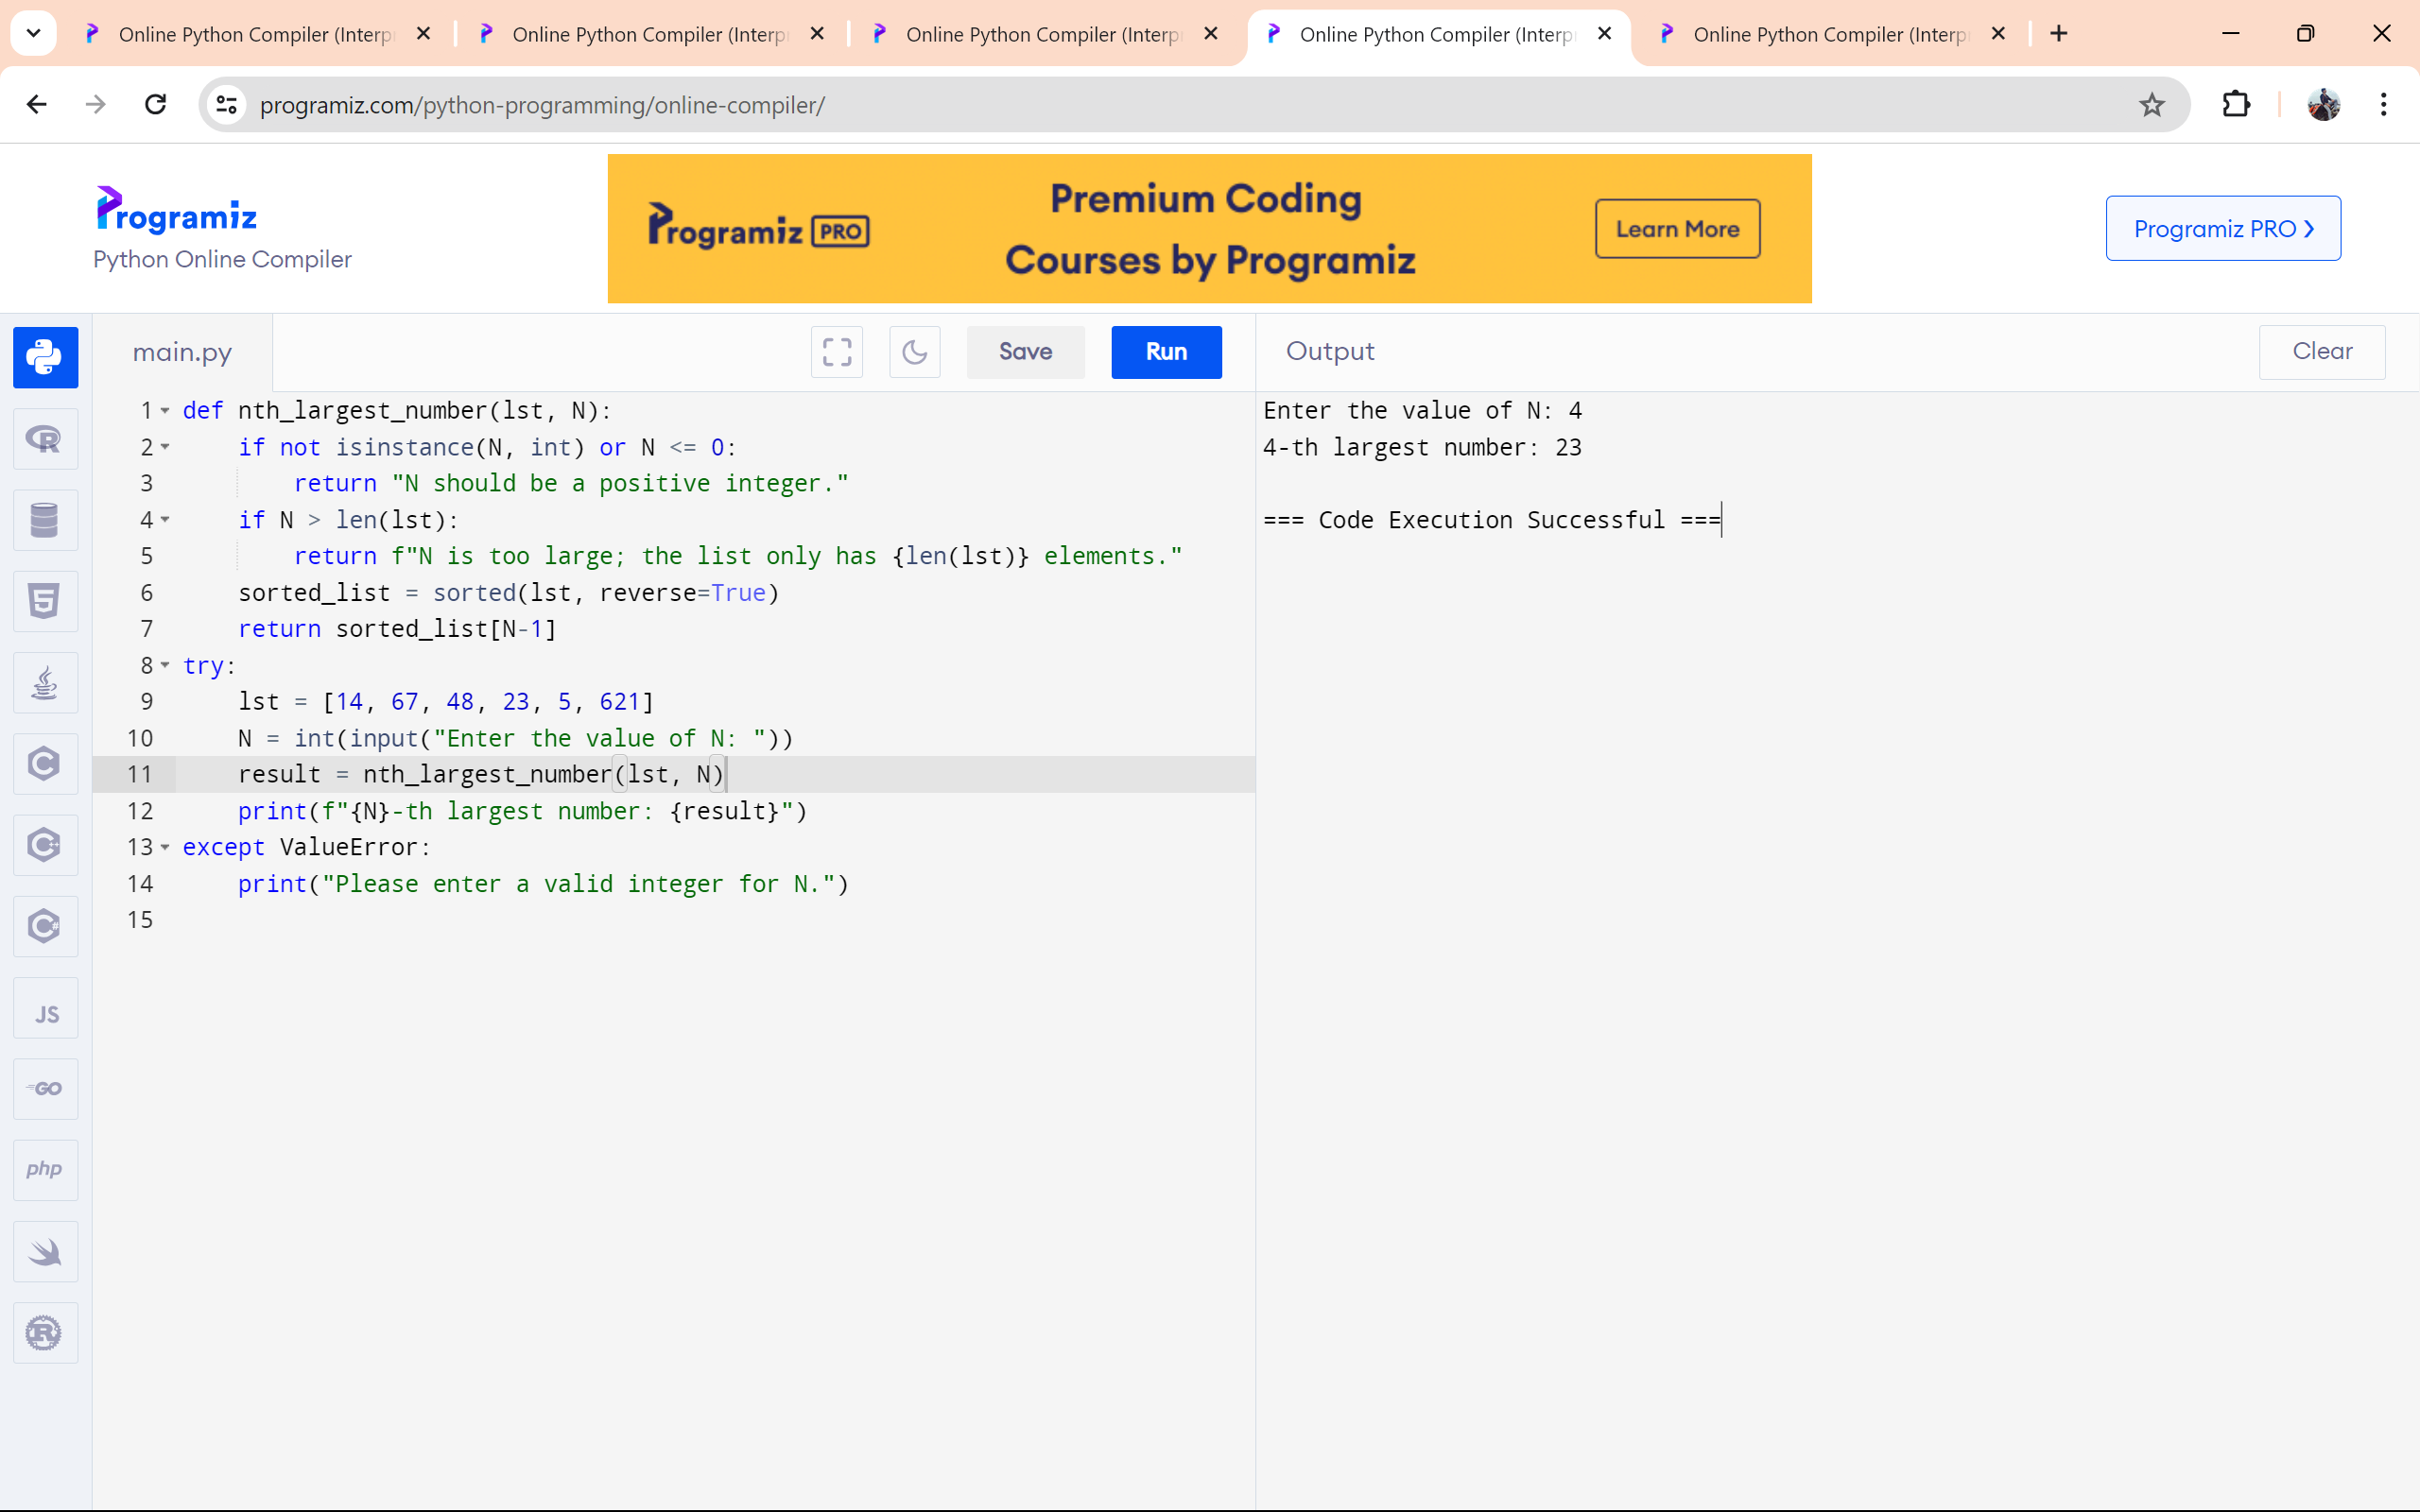 Online Python Compiler (Interp
Online Python Compiler (Interp
Online Python Compiler (Interp
Online Python Compiler (Interp
Online Python Compiler (Interp
programiz.com/python-programming/online-compiler/
Programiz
Python Online Compiler
Programiz PRO
Premium Coding
Courses by Programiz
Learn More
Programiz PRO
main.py
Save
Run
Output
Clear
1 def nth_largest_number(lst, N):
2     if not isinstance(N, int) or N <= 0:
3         return "N should be a positive integer."
4     if N > len(lst):
5         return f"N is too large; the list only has {len(lst)} elements."
6     sorted_list = sorted(lst, reverse=True)
7     return sorted_list[N-1]
8 try:
9     lst = [14, 67, 48, 23, 5, 621]
10     N = int(input("Enter the value of N: "))
11     result = nth_largest_number(lst, N)
12     print(f"{N}-th largest number: {result}")
13 except ValueError:
14     print("Please enter a valid integer for N.")
15
Enter the value of N: 4
4-th largest number: 23
=== Code Execution Successful ===
R
5
C
C++
C#
JS
GO
php
R